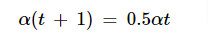 α(t + 1) = 0.5αt